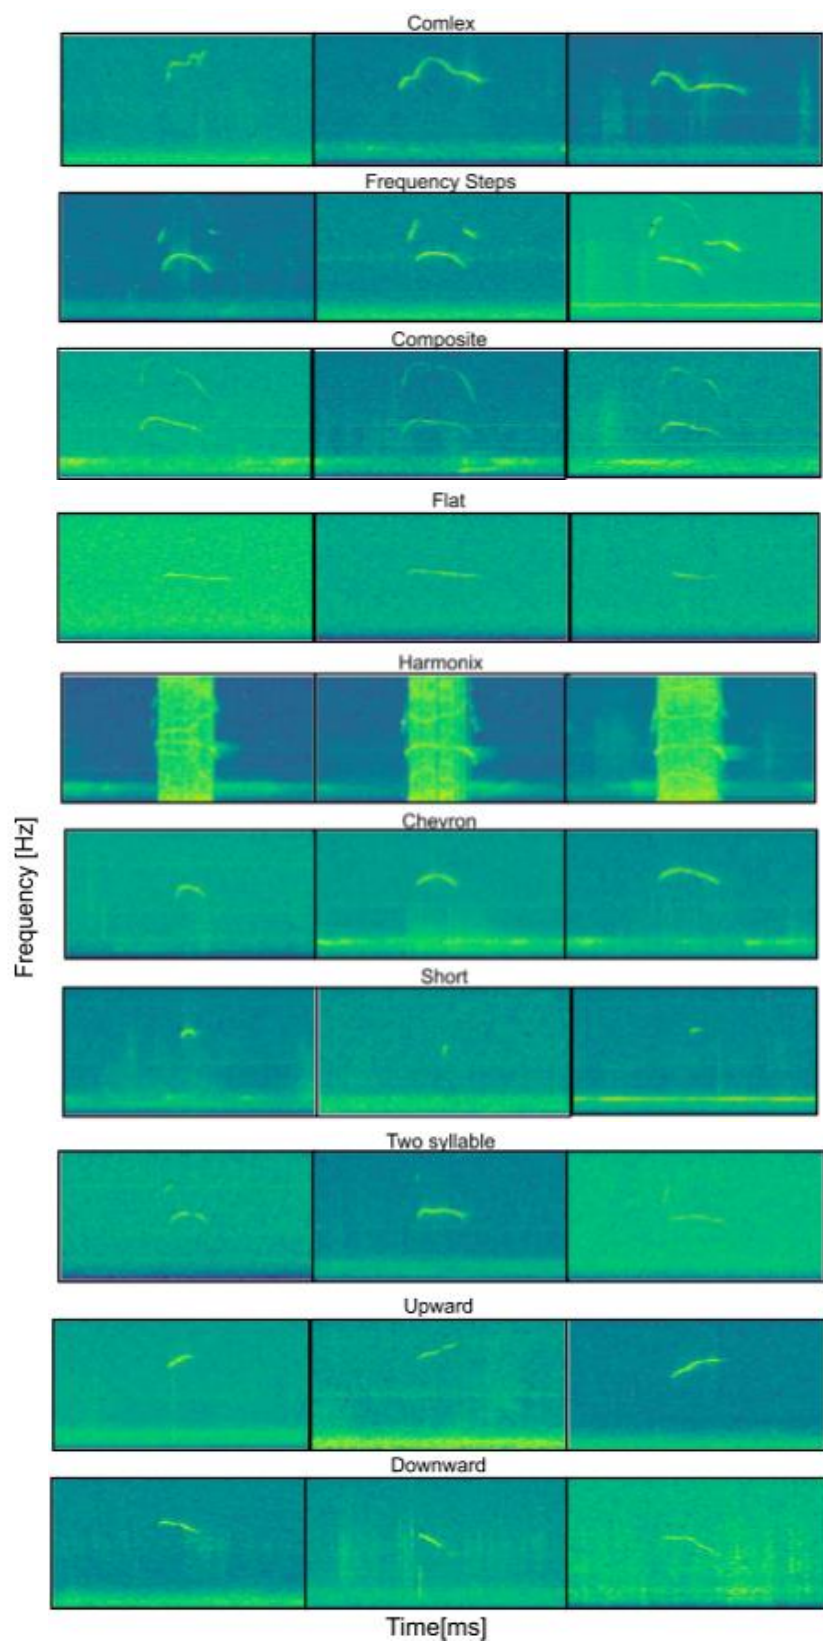 Comlex
Frequency Steps
Composite
Flat
Harmonix
Chevron
Short
Two syllable
Upward
Downward
Frequency [Hz]
Time[ms]